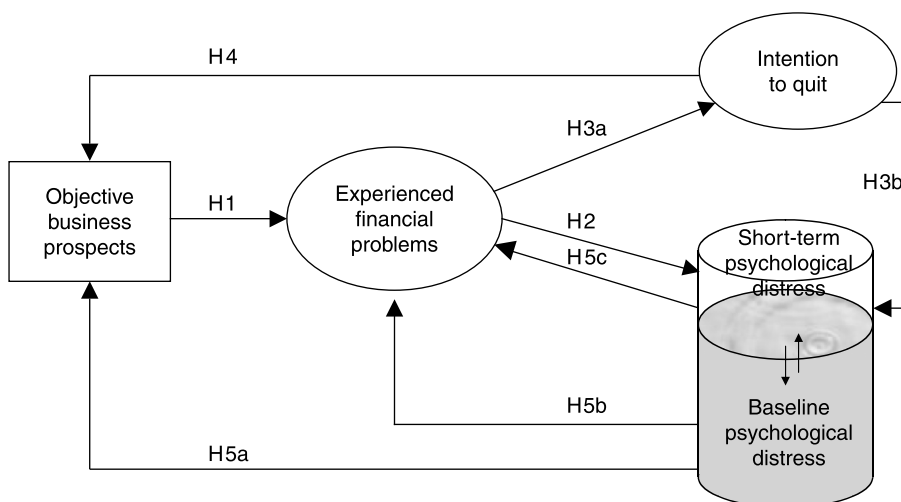 H4
Intention
to quit
H3a
H3b
Objective
business
prospects
H1
Experienced
financial
problems
H2
H5c
Short-term
psychological
distress
H5b
Baseline
psychological
distress
H5a